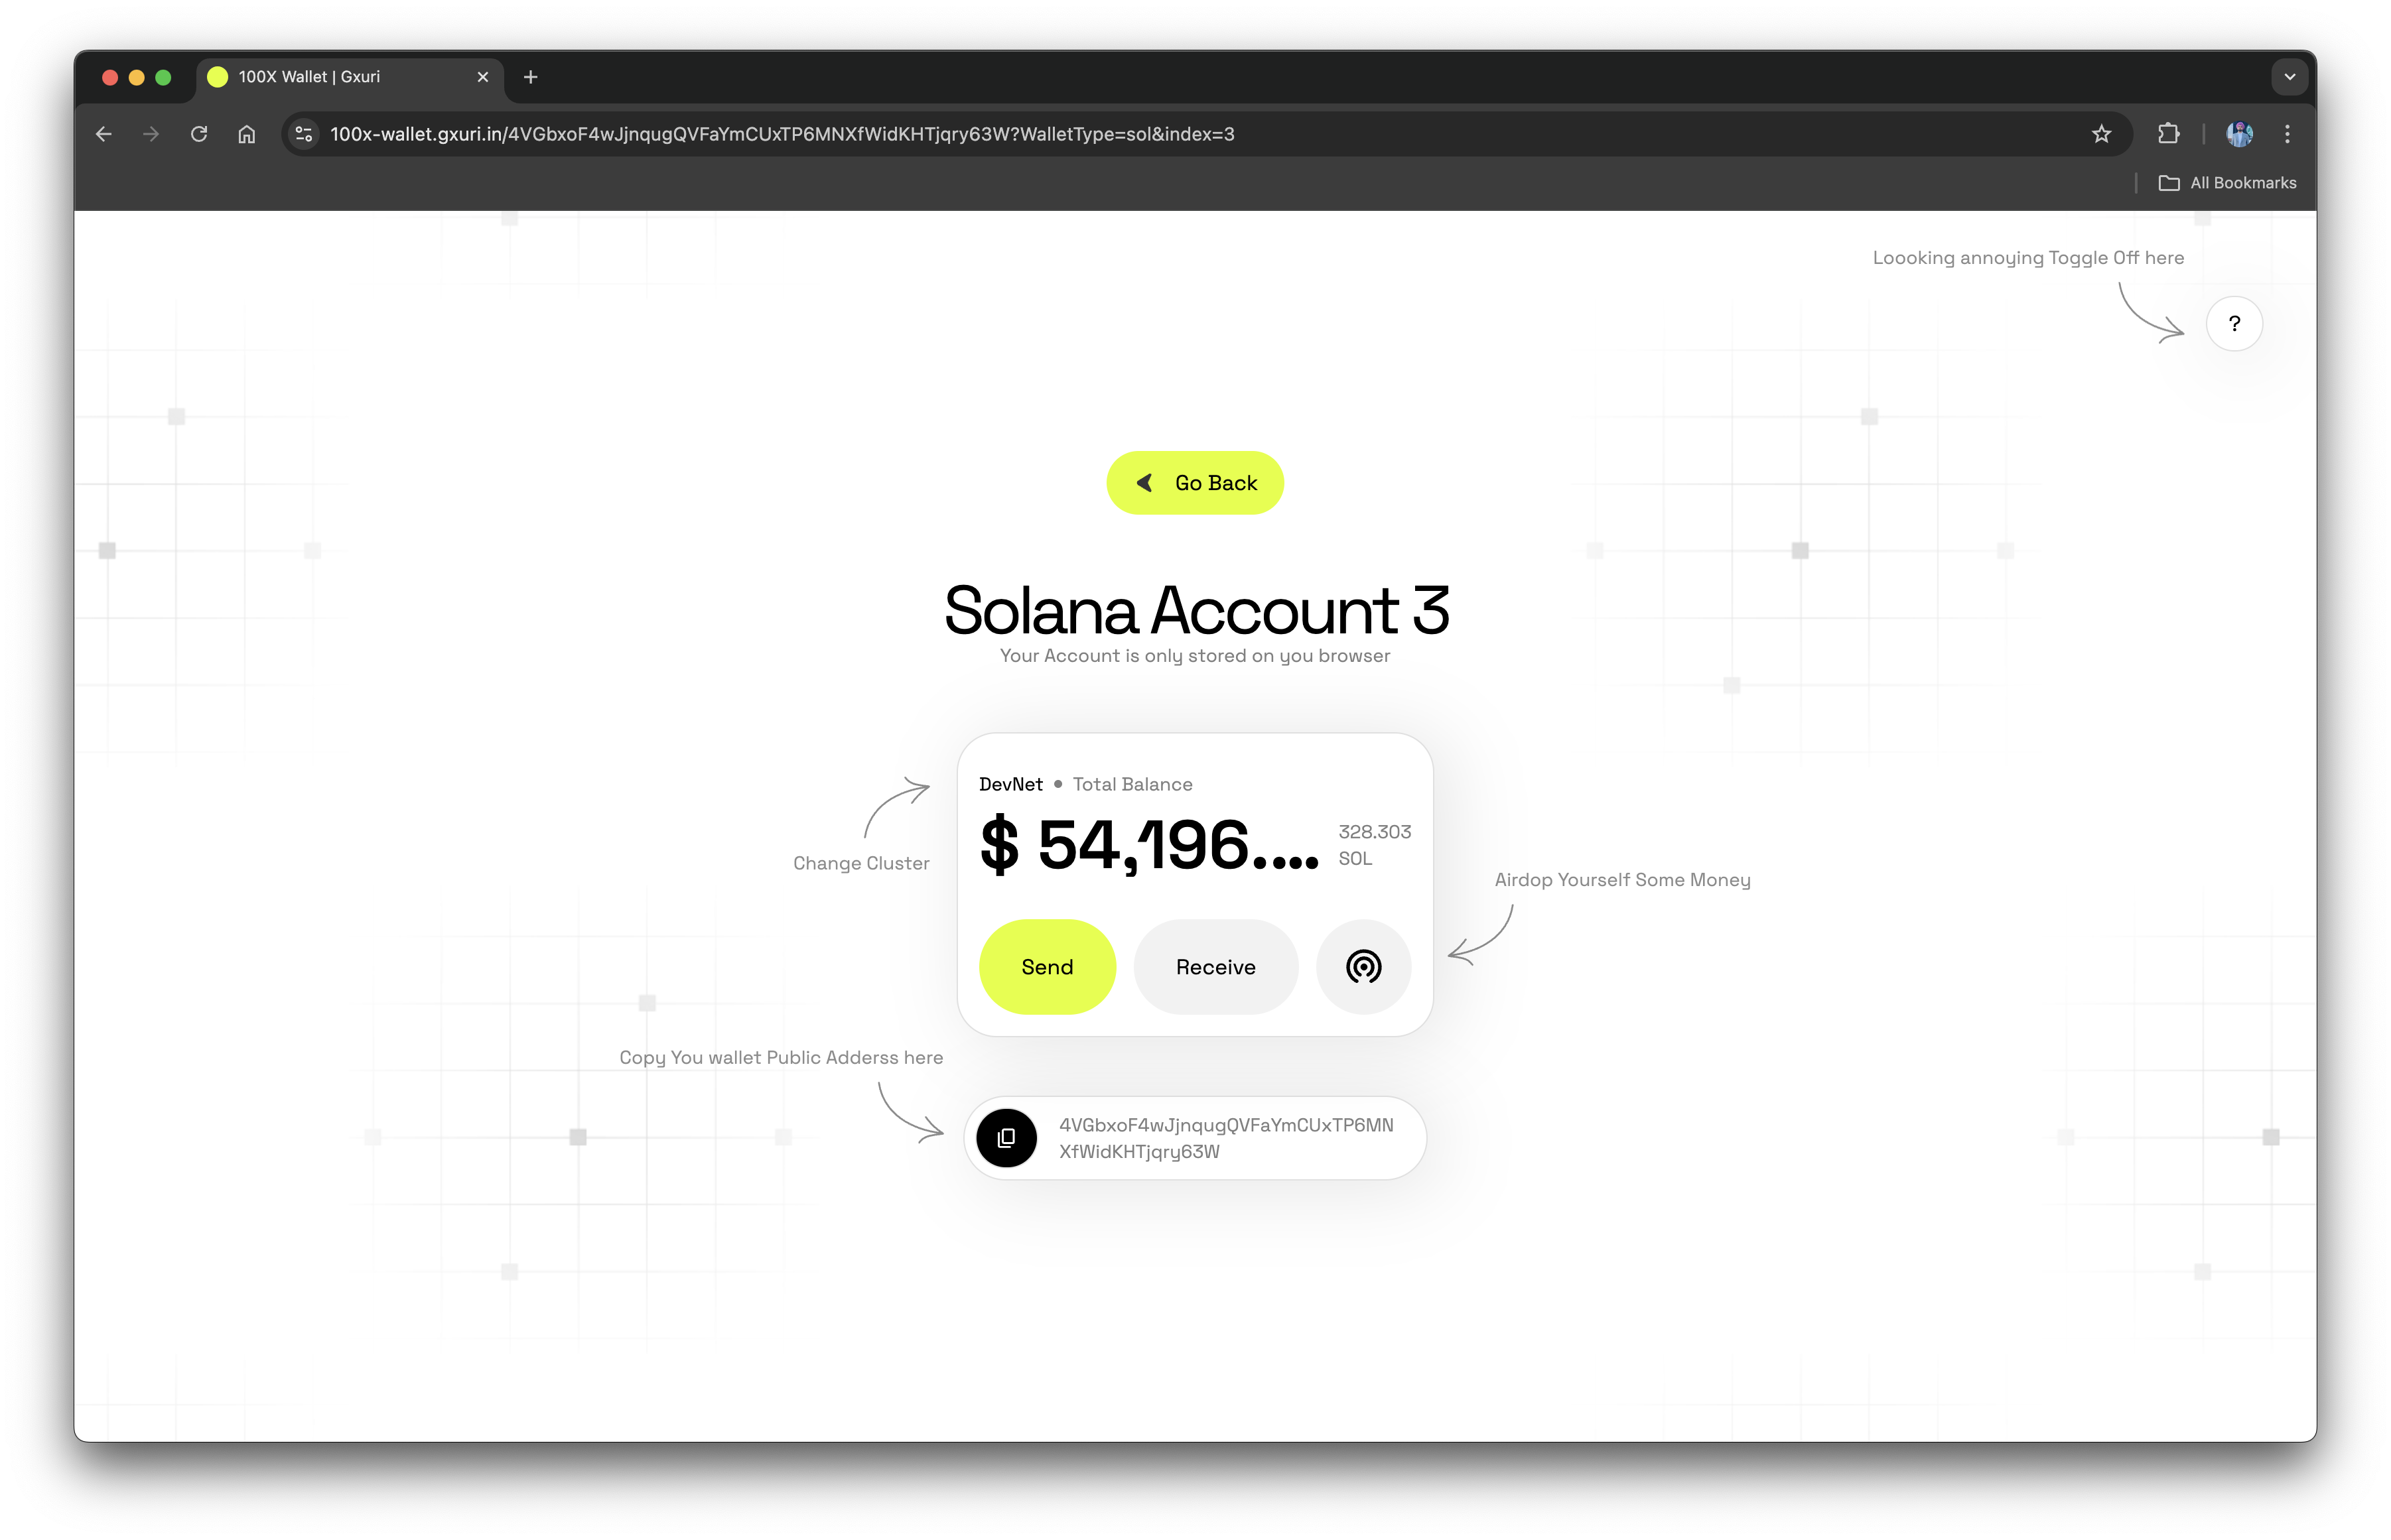 100X Wallet | Gxuri
100x-wallet.gxuri.in/4VGbxoF4wJjnqugQVFaYmCUxTP6MNXfWidKHTjqry63W?WalletType=sol&index=3
All Bookmarks
Loooking annoying Toggle Off here
?
Go Back
Solana Account 3
Your Account is only stored on you browser
DevNet • Total Balance
$ 54,196....
328.303
SOL
Change Cluster
Airdop Yourself Some Money
Send
Receive
Copy You wallet Public Adderss here
4VGbxoF4wJjnqugQVFaYmCUxTP6MN
XfWidKHTjqry63W